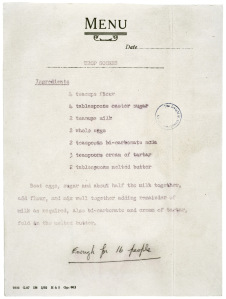 MENU
Date
DROP SCONES
Ingredients
4 teacups flour
4 tablespoons castor sugar
2 teacups milk
2 whole eggs
2 teaspoons bi-carbonate soda
3 teaspoons cream of tartar
2 tablespoons melted butter
Beat eggs, sugar and about half the milk together,
add flour, and mix well together adding remainder of
milk as required, also bi-carbonate and cream of tartar,
fold in the melted butter.
Enough for 16 people